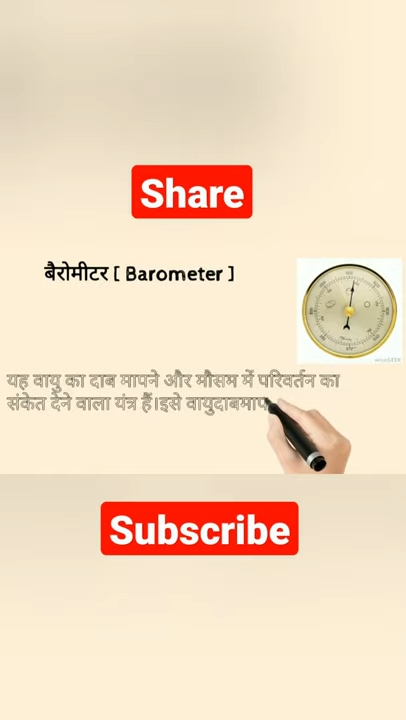 Share
बैरोमीटर [ Barometer ]
यह वायु का दाब मापने और मौसम में परिवर्तन का
संकेत देने वाला यंत्र हैं।इसे वायुदाबमाप
Subscribe